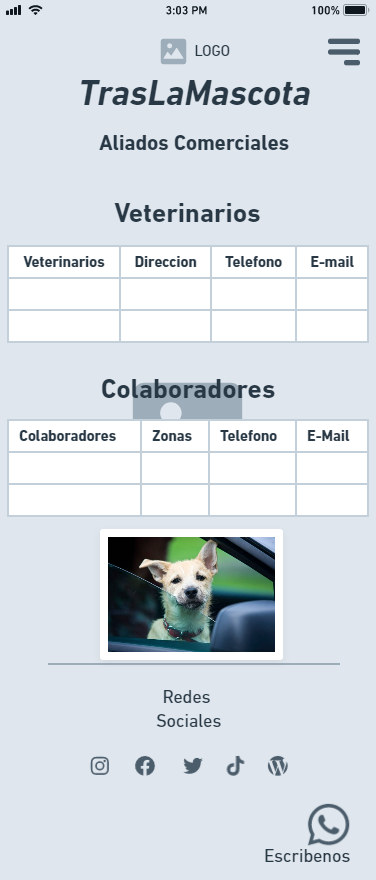 3:03 PM 100%
LOGO
TrasLaMascota
Aliados Comerciales
Veterinarios
Veterinarios Direccion Telefono E-mail
Colaboradores
Colaboradores Zonas Telefono E-Mail
Redes
Sociales
Escribenos